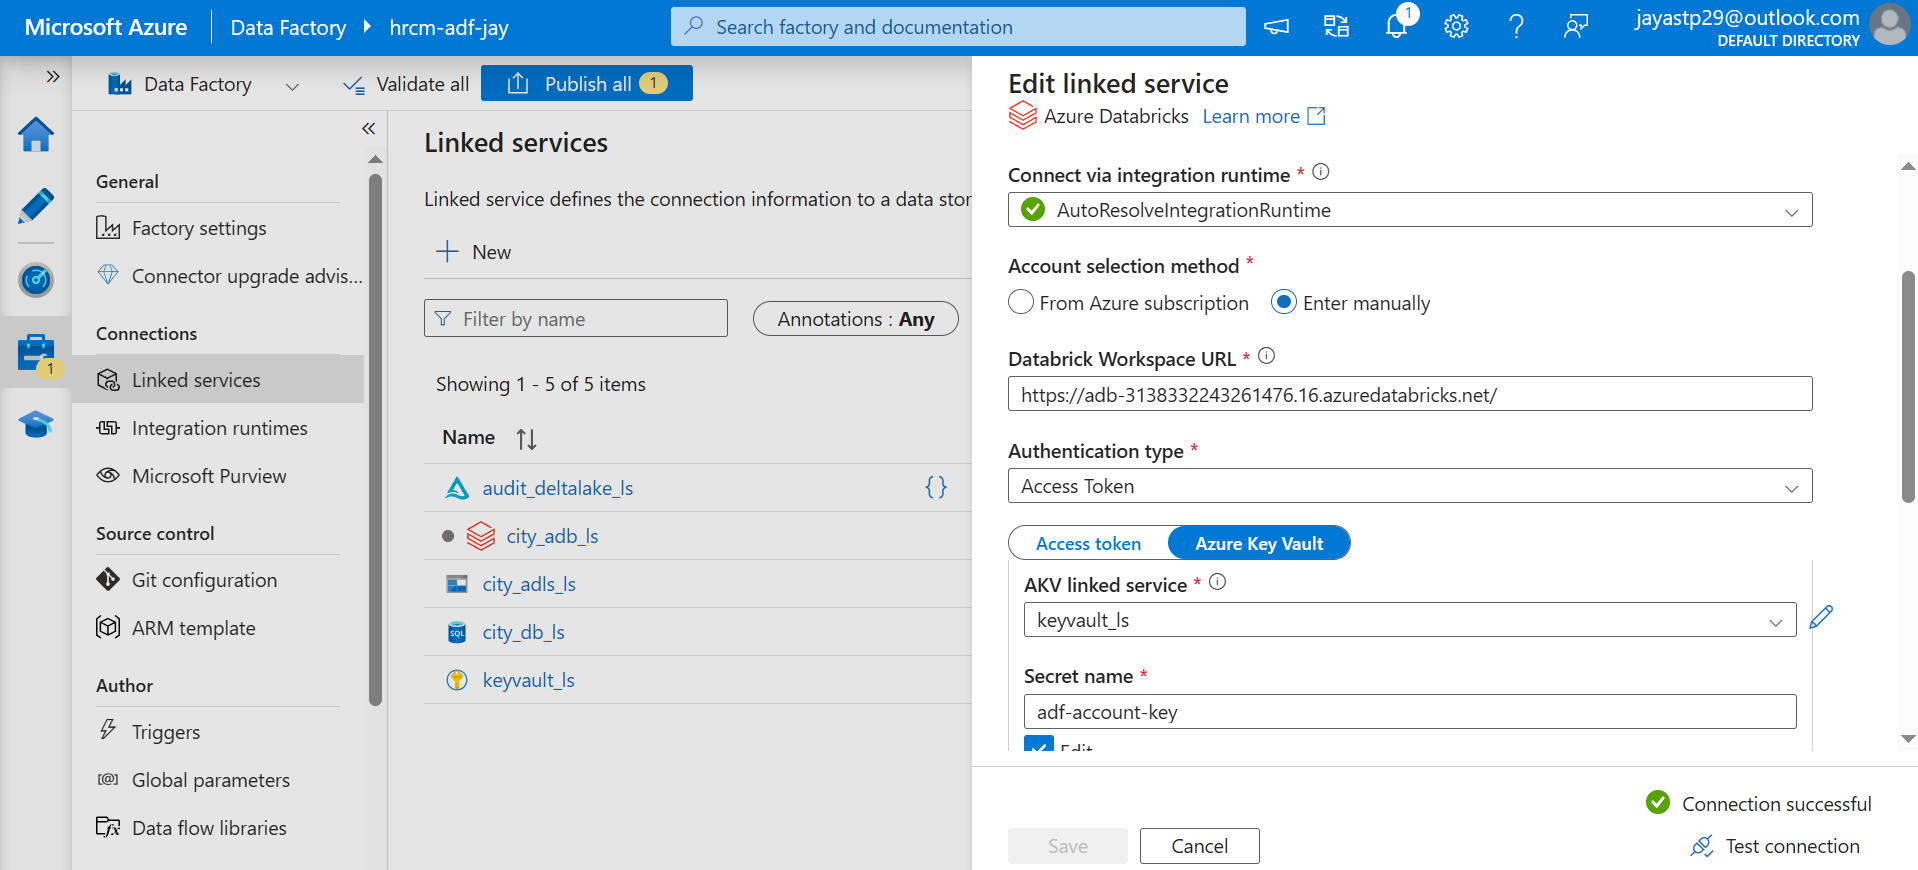 Microsoft Azure
Data Factory
hrcm-adf-jay
Search factory and documentation
1
jayastp29@outlook.com
DEFAULT DIRECTORY
Data Factory
Validate all
Publish all 1
1
General
Factory settings
Connector upgrade advis...
Connections
Linked services
Integration runtimes
Microsoft Purview
Source control
Git configuration
ARM template
Author
Triggers
Global parameters
Data flow libraries
Linked services
Linked service defines the connection information to a data stor
New
Filter by name
Annotations : Any
Showing 1 - 5 of 5 items
Name
audit_deltalake_ls
{}
city_adb_ls
city_adls_ls
SQL
city_db_ls
keyvault_ls
Edit linked service
Azure Databricks Learn more
Connect via integration runtime *
AutoResolveIntegrationRuntime
Account selection method *
From Azure subscription
Enter manually
Databrick Workspace URL *
https://adb-3138332243261476.16.azuredatabricks.net/
Authentication type *
Access Token
Access token
Azure Key Vault
AKV linked service *
keyvault_ls
Secret name *
adf-account-key
Edit
Connection successful
Save
Cancel
Test connection